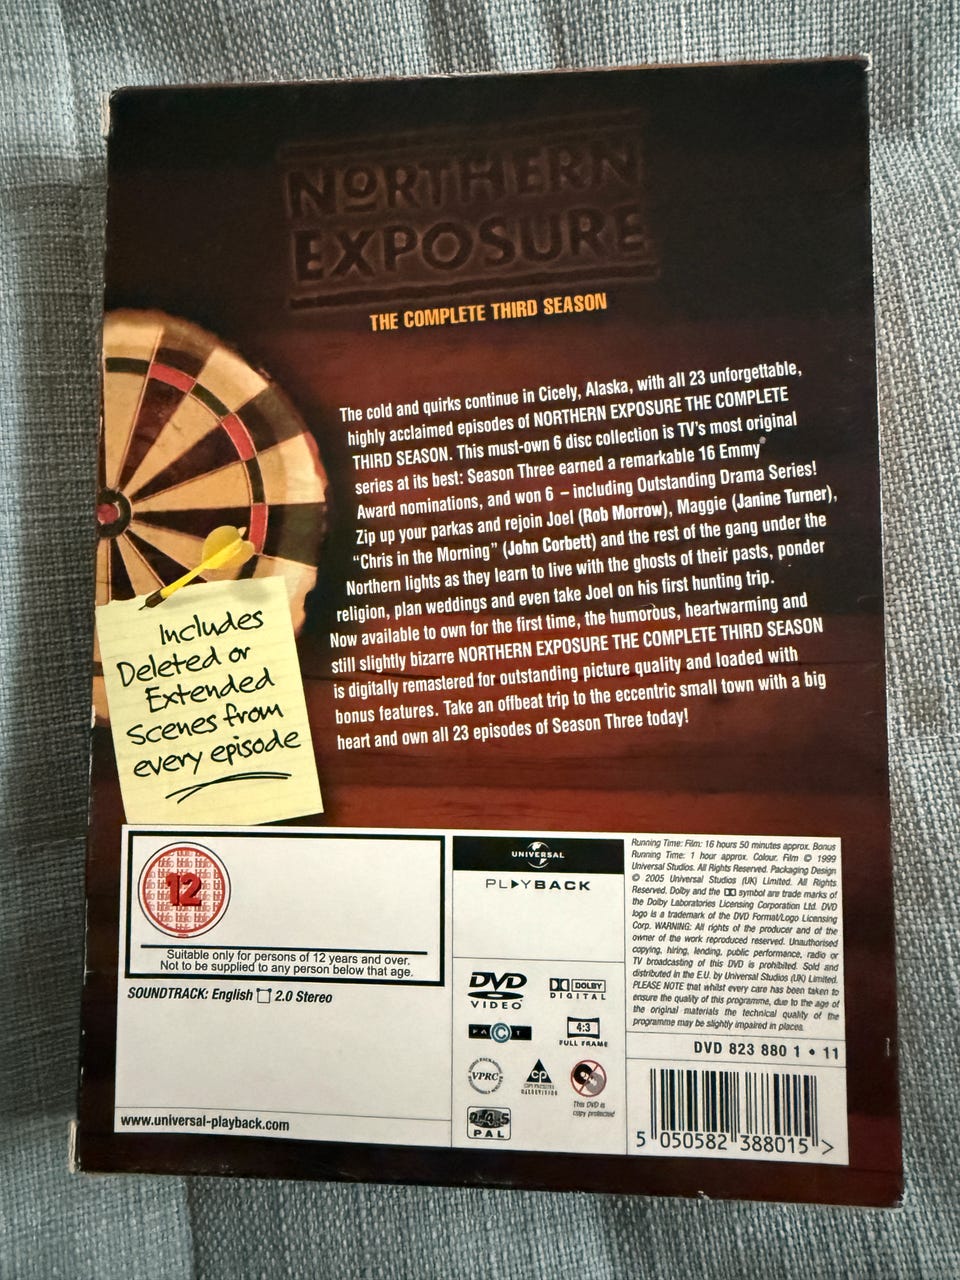 NORTHERN
EXPOSURE
THE COMPLETE THIRD SEASON
The cold and quirks continue in Cicely, Alaska, with all 23 unforgettable,
highly acclaimed episodes of NORTHERN EXPOSURE THE COMPLETE
THIRD SEASON. This must-own 6 disc collection is TV's most original
series at its best: Season Three earned a remarkable 16 Emmy®
Award nominations, and won 6 – including Outstanding Drama Series!
Zip up your parkas and rejoin Joel (Rob Morrow), Maggie (Janine Turner),
"Chris in the Morning" (John Corbett) and the rest of the gang under the
Northern lights as they learn to live with the ghosts of their pasts, ponder
religion, plan weddings and even take Joel on his first hunting trip.
Now available to own for the first time, the humorous, heartwarming and
still slightly bizarre NORTHERN EXPOSURE THE COMPLETE THIRD SEASON
is digitally remastered for outstanding picture quality and loaded with
bonus features. Take an offbeat trip to the eccentric small town with a big
heart and own all 23 episodes of Season Three today!
Includes
Deleted or
Extended
Scenes from
every episode
12
Suitable only for persons of 12 years and over.
Not to be supplied to any person below that age.
SOUNDTRACK: English 2.0 Stereo
www.universal-playback.com
UNIVERSAL
PLAYBACK
DVD
VIDEO
DOLBY
DIGITAL
FACT
4:3
FULL FRAME
VPRC
CP
This DVD is
copy protected
PAL
Running Time: Film: 16 hours 50 minutes approx. Bonus
Running Time: 1 hour approx. Colour. Film © 1999
Universal Studios. All Rights Reserved. Packaging Design
© 2005 Universal Studios (UK) Limited. All Rights
Reserved. Dolby and the symbol are trade marks of
the Dolby Laboratories Licensing Corporation Ltd. DVD
logo is a trademark of the DVD Format/Logo Licensing
Corp. WARNING: All rights of the producer and of the
owner of the work reproduced reserved. Unauthorised
copying, hiring, lending, public performance, radio or
TV broadcasting of this DVD is prohibited. Sold and
distributed in the E.U. by Universal Studios (UK) Limited.
PLEASE NOTE that whilst every care has been taken to
ensure the quality of this programme, due to the age of
the original materials the technical quality of the
programme may be slightly impaired in places.
DVD 823 880 1 • 11
5 050582 388015 >